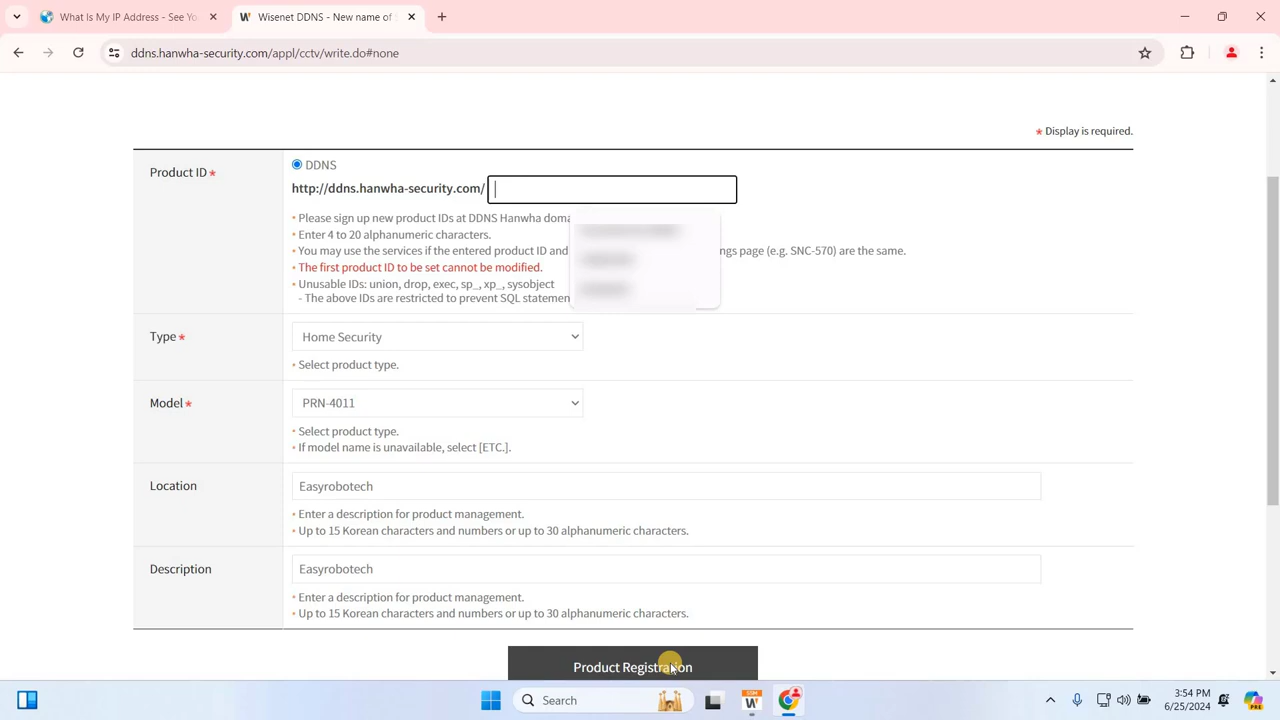 What Is My IP Address - See Yo
Wisenet DDNS - New name of S
ddns.hanwha-security.com/appl/cctv/write.do#none
* Display is required.
Product ID *
DDNS
http://ddns.hanwha-security.com/
Please sign up new product IDs at DDNS Hanwha doma
Enter 4 to 20 alphanumeric characters.
You may use the services if the entered product ID and ngs page (e.g. SNC-570) are the same.
The first product ID to be set cannot be modified.
Unusable IDs: union, drop, exec, sp_, xp_, sysobject
- The above IDs are restricted to prevent SQL statemen
Type *
Home Security
Select product type.
Model *
PRN-4011
Select product type.
If model name is unavailable, select [ETC.].
Location
Easyrobotech
Enter a description for product management.
Up to 15 Korean characters and numbers or up to 30 alphanumeric characters.
Description
Easyrobotech
Enter a description for product management.
Up to 15 Korean characters and numbers or up to 30 alphanumeric characters.
Product Registration
Search
SSM
W
3:54 PM
6/25/2024
PRE